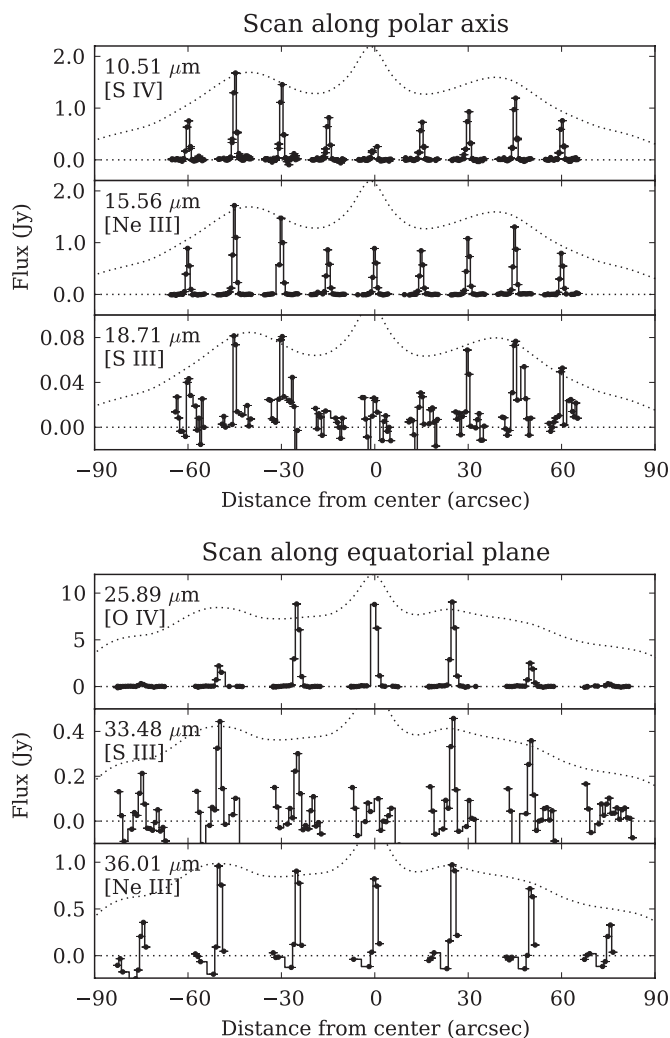 Scan along polar axis
10.51 μm
[S IV]
2.0
1.0
0.0
15.56 μm
[Ne III]
2.0
1.0
0.0
Flux (Jy)
18.71 μm
[S III]
0.08
0.04
0.00
−90 −60 −30 0 30 60 90
Distance from center (arcsec)
Scan along equatorial plane
25.89 μm
[O IV]
10
5
0
33.48 μm
[S III]
0.4
0.2
0.0
Flux (Jy)
36.01 μm
[Ne III]
1.0
0.5
0.0
−90 −60 −30 0 30 60 90
Distance from center (arcsec)